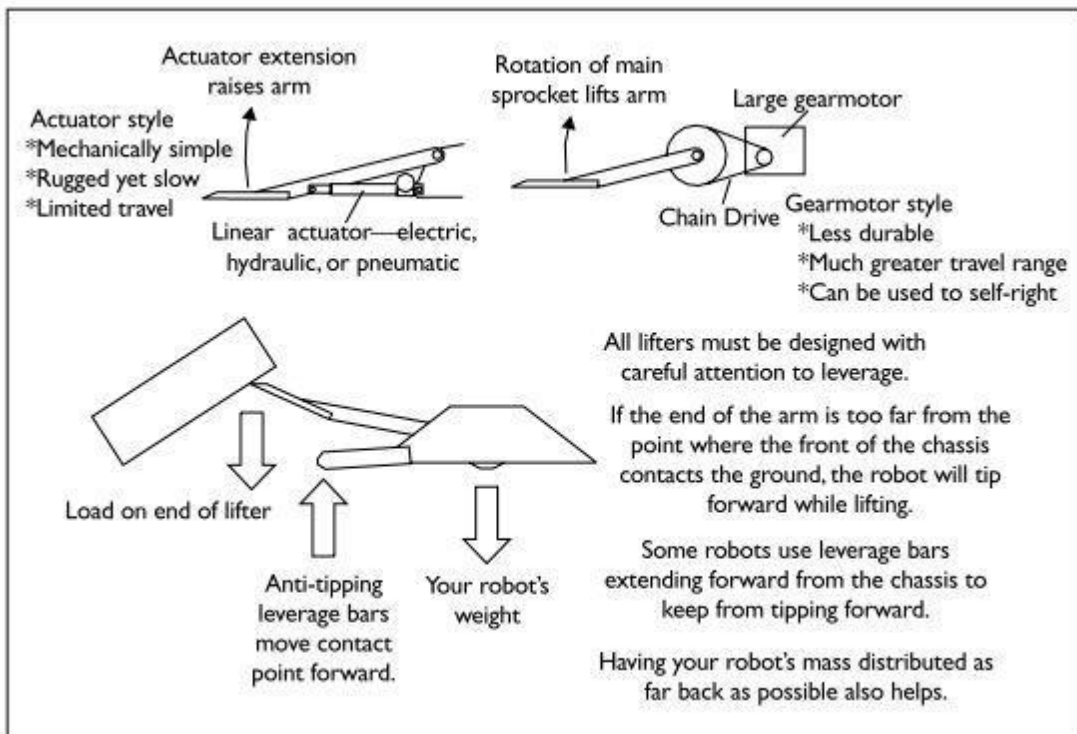 Actuator extension
raises arm
Actuator style
*Mechanically simple
*Rugged yet slow
*Limited travel
Linear actuator—electric,
hydraulic, or pneumatic
Rotation of main
sprocket lifts arm
Large gearmotor
Chain Drive
Gearmotor style
*Less durable
*Much greater travel range
*Can be used to self-right
Load on end of lifter
Anti-tipping
leverage bars
move contact
point forward.
Your robot's
weight
All lifters must be designed with
careful attention to leverage.
If the end of the arm is too far from the
point where the front of the chassis
contacts the ground, the robot will tip
forward while lifting.
Some robots use leverage bars
extending forward from the chassis to
keep from tipping forward.
Having your robot's mass distributed as
far back as possible also helps.